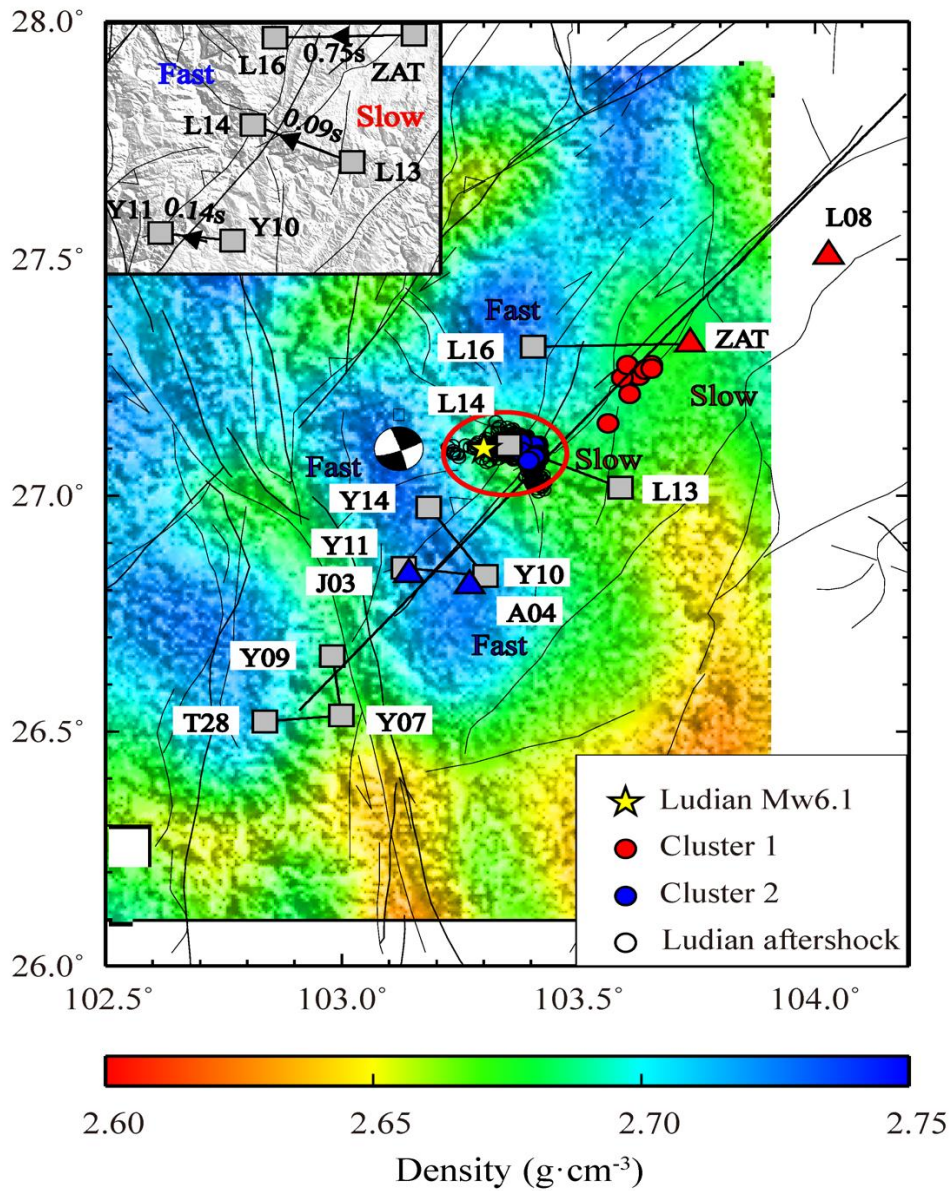 28.0°
27.5°
27.0°
26.5°
26.0°
L16
0.75s
ZAT
Fast
L14
0.09s
Slow
L13
Y11
0.14s
Y10
L08
Fast
L16
ZAT
L14
Slow
Slow
Fast
L13
Y14
Y11
Y10
J03
A04
Fast
Y09
T28
Y07
Ludian Mw6.1
Cluster 1
Cluster 2
Ludian aftershock
102.5°
103.0°
103.5°
104.0°
2.60
2.65
2.70
2.75
Density (g·cm⁻³)